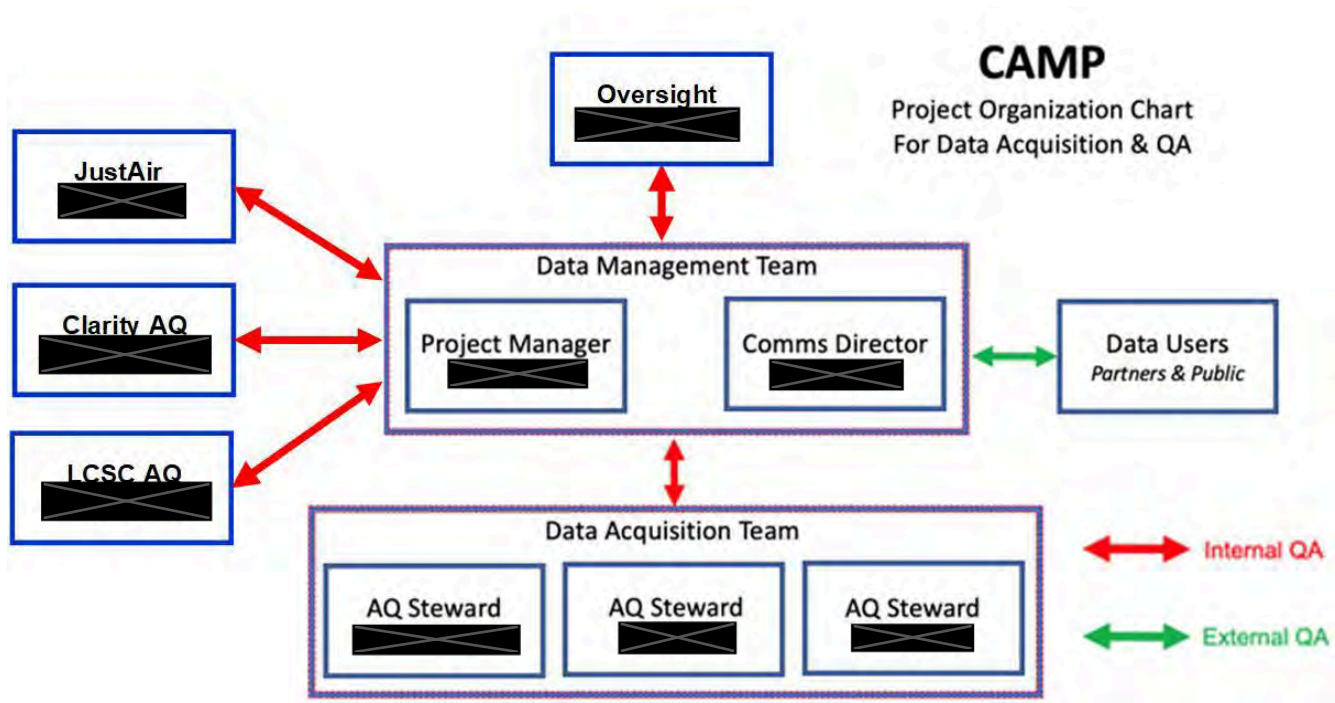 CAMP
Project Organization Chart
For Data Acquisition & QA
Oversight
JustAir
Clarity AQ
LCSC AQ
Data Management Team
Project Manager
Comms Director
Data Users
Partners & Public
Data Acquisition Team
AQ Steward
AQ Steward
AQ Steward
Internal QA
External QA